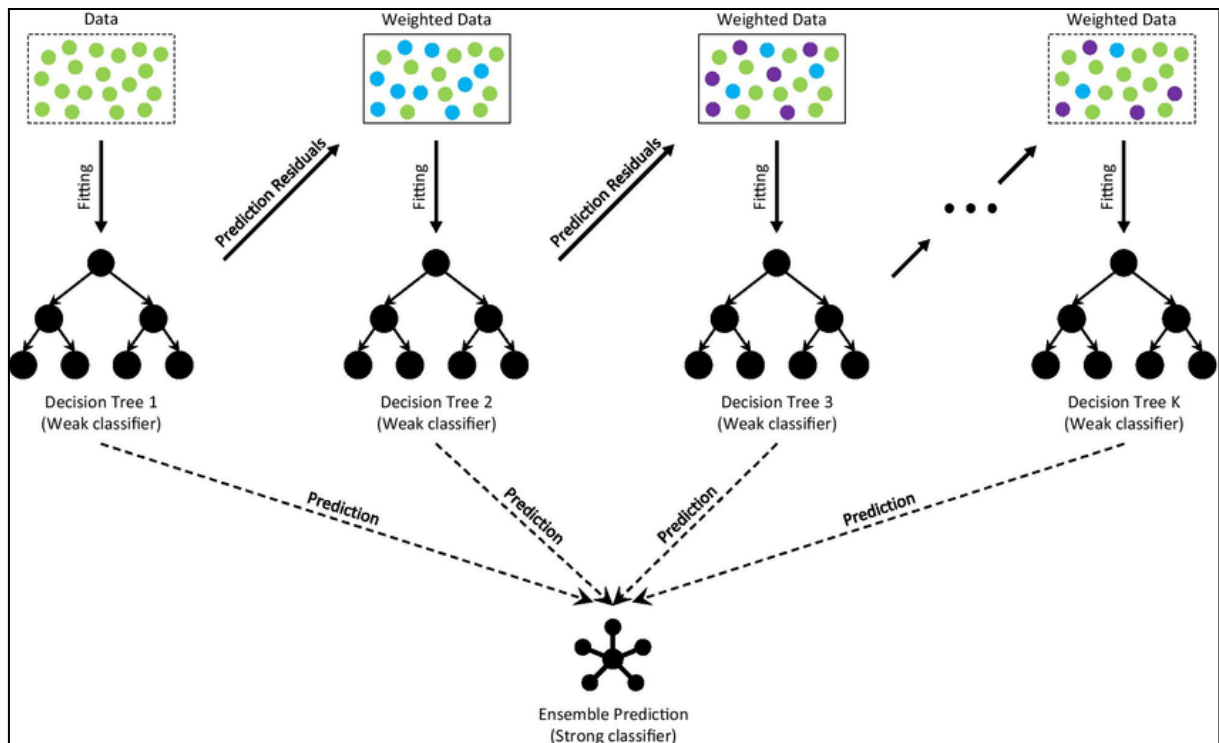 Data
Weighted Data
Weighted Data
Weighted Data
Fitting
Prediction Residuals
Fitting
Prediction Residuals
Fitting
Fitting
Decision Tree 1
(Weak classifier)
Decision Tree 2
(Weak classifier)
Decision Tree 3
(Weak classifier)
Decision Tree K
(Weak classifier)
Prediction
Prediction
Prediction
Prediction
Ensemble Prediction
(Strong classifier)